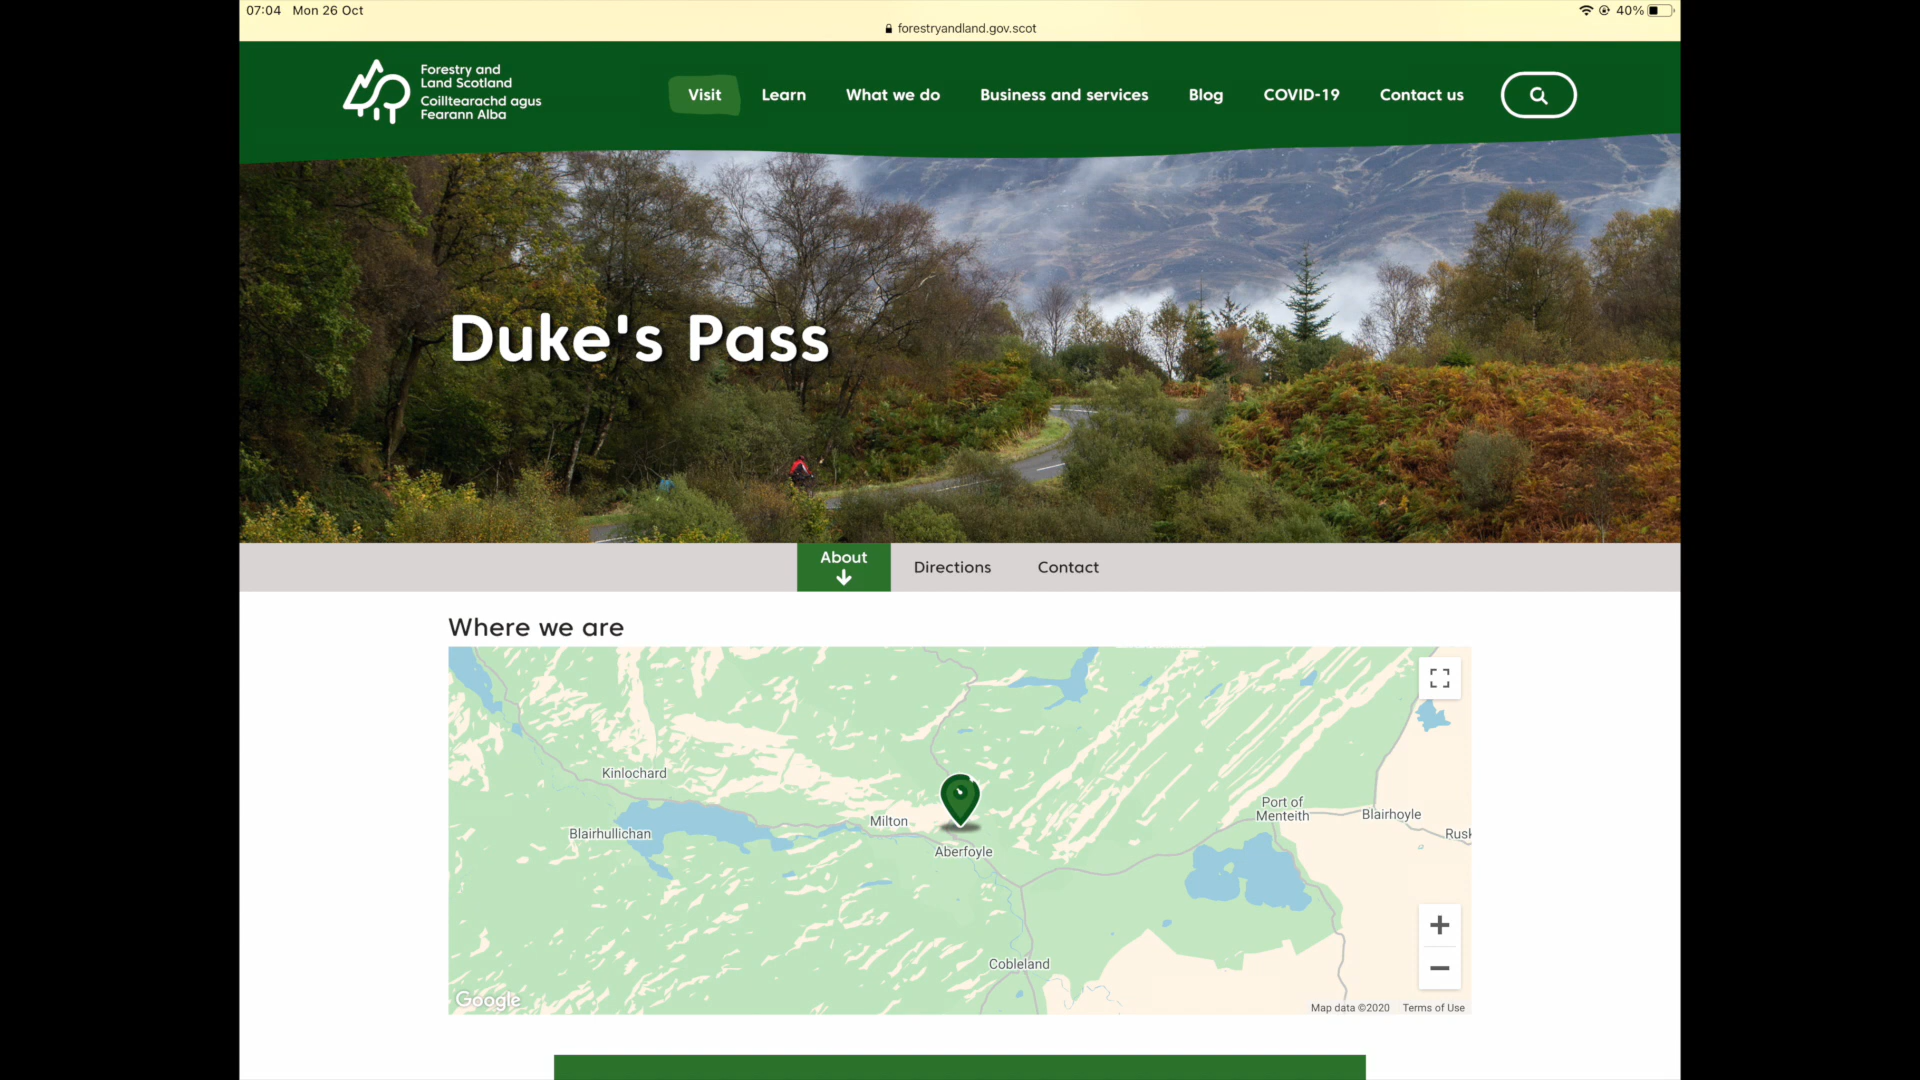 07:04 Mon 26 Oct
40%
forestryandland.gov.scot
Forestry and
Land Scotland
Coilltearachd agus
Fearann Alba
Visit
Learn
What we do
Business and services
Blog
COVID-19
Contact us
Duke's Pass
About
Directions
Contact
Where we are
Kinlochard
Blairhullichan
Milton
Aberfoyle
Port of
Menteith
Blairhoyle
Rusk
Cobleland
Google
Map data ©2020
Terms of Use